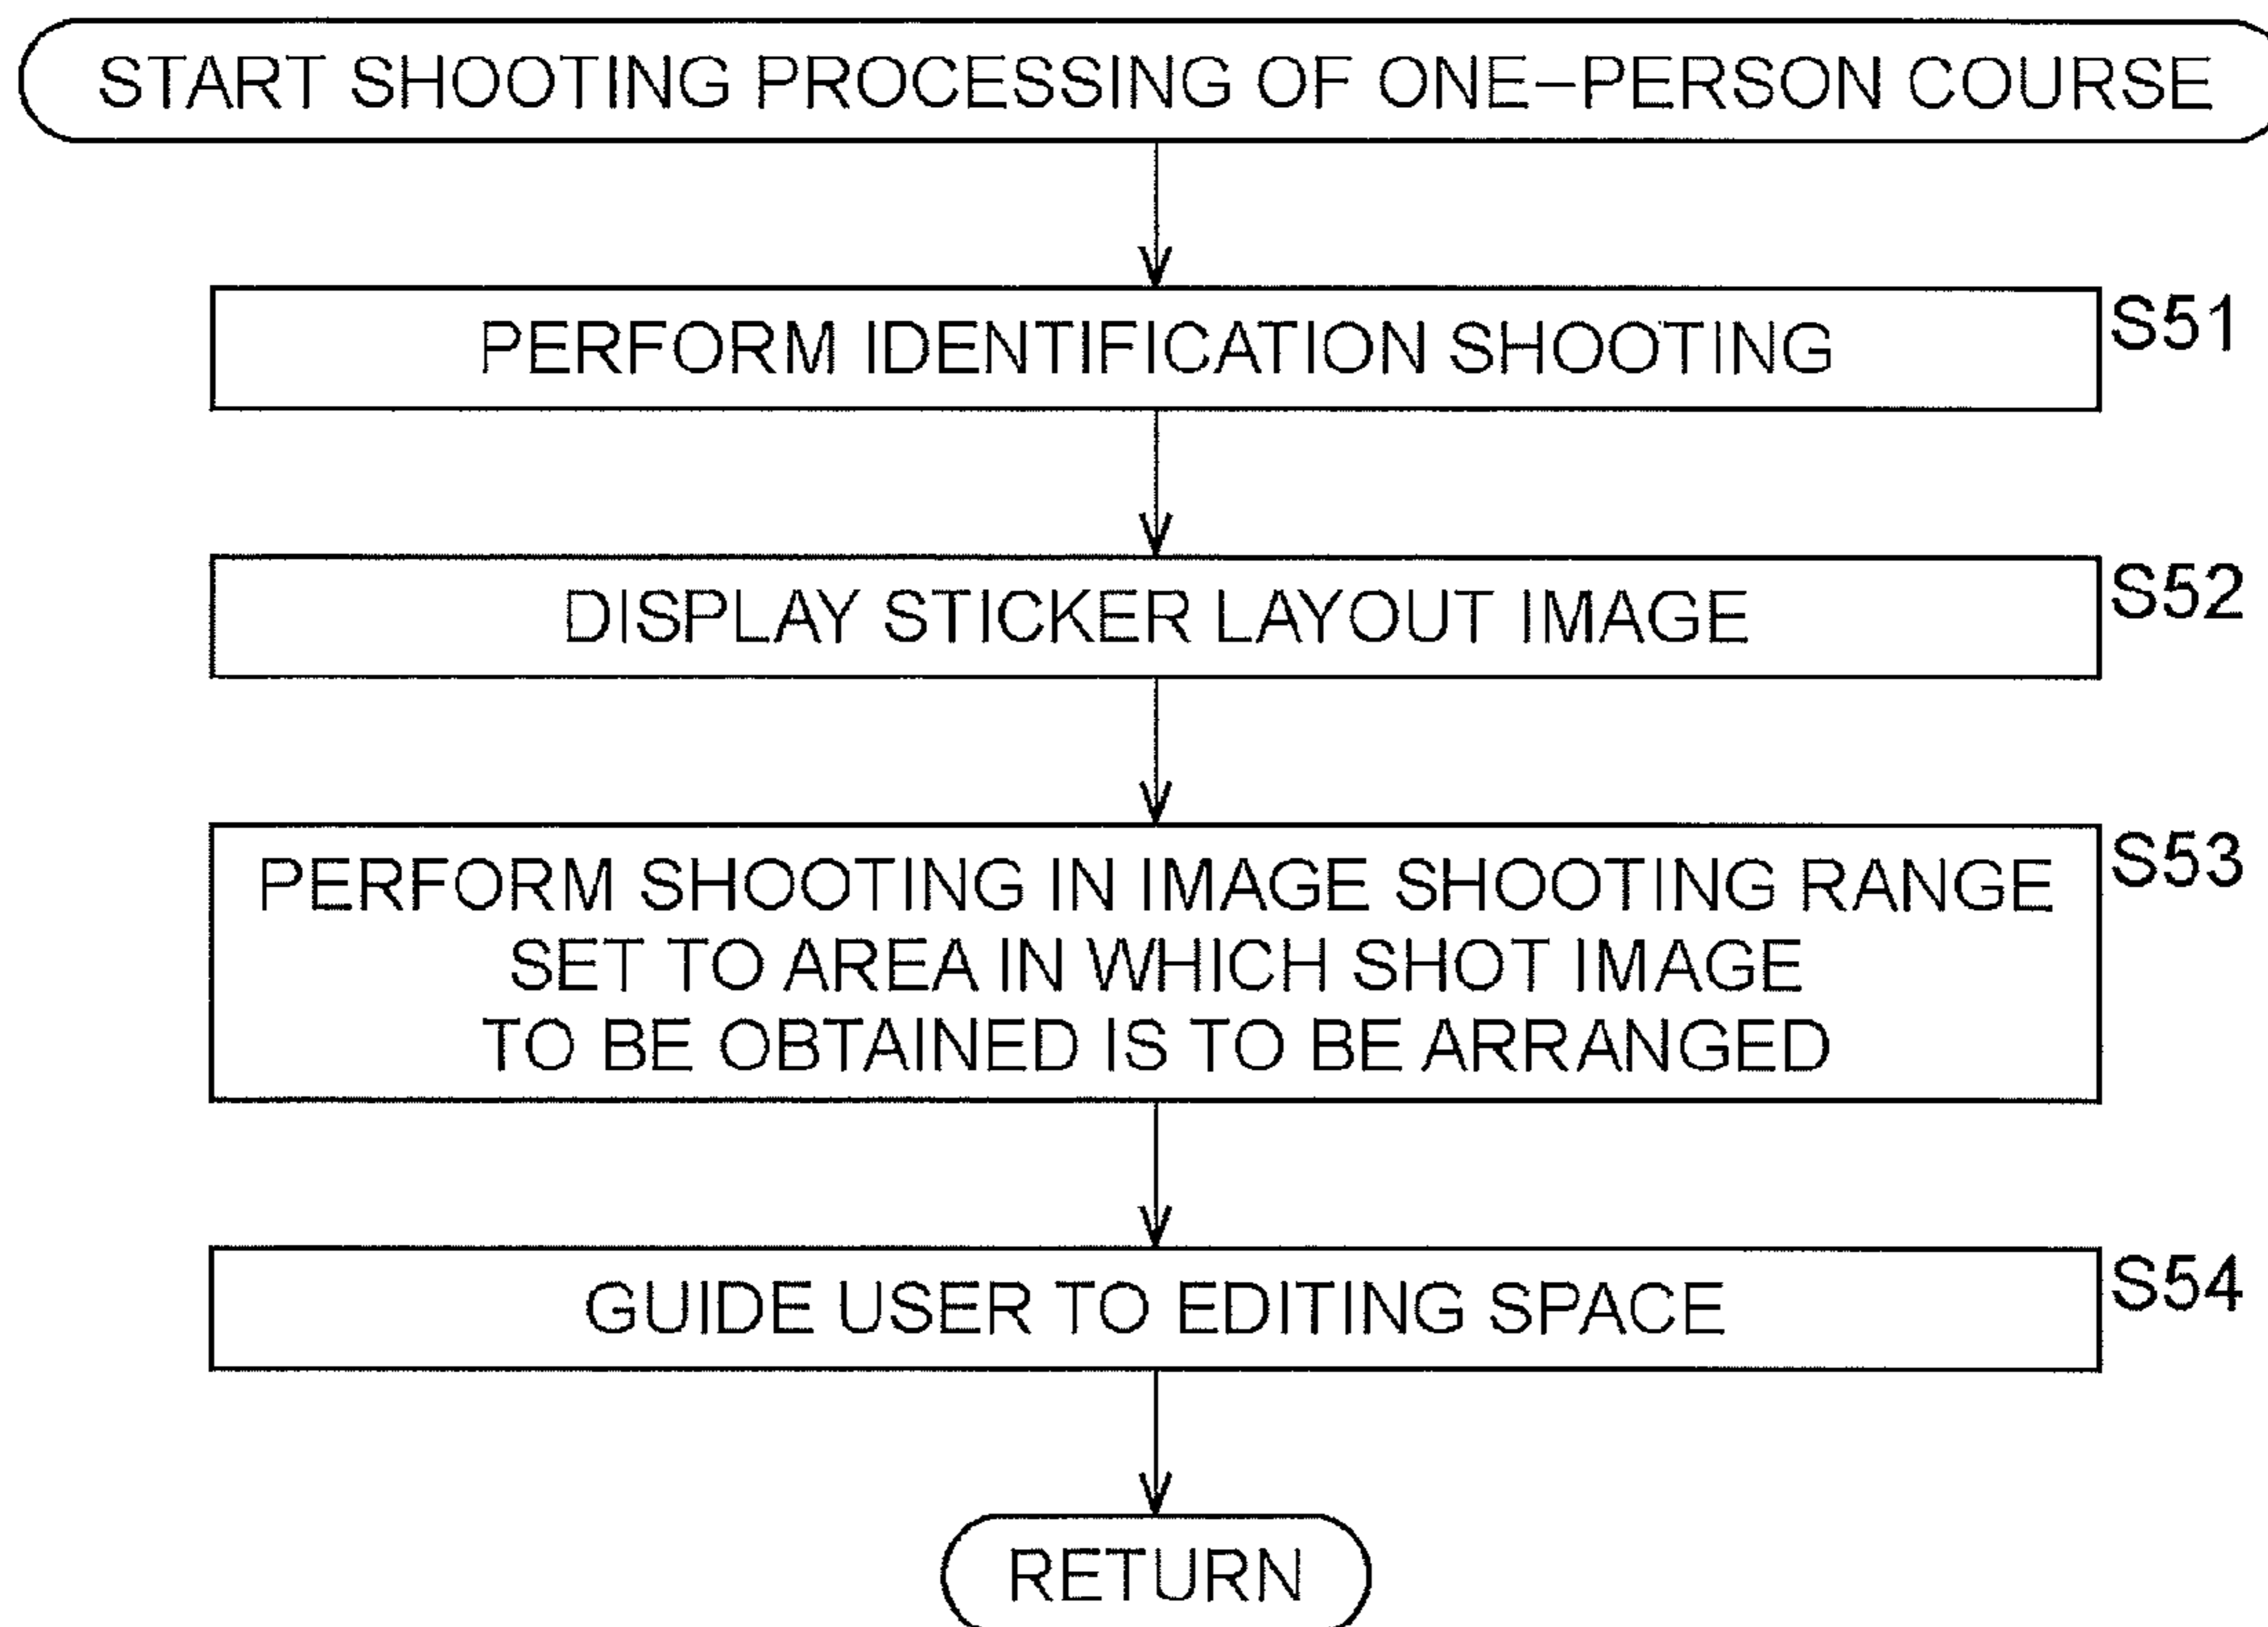 START SHOOTING PROCESSING OF ONE-PERSON COURSE
PERFORM IDENTIFICATION SHOOTING
S51
DISPLAY STICKER LAYOUT IMAGE
S52
PERFORM SHOOTING IN IMAGE SHOOTING RANGE
SET TO AREA IN WHICH SHOT IMAGE
TO BE OBTAINED IS TO BE ARRANGED
S53
GUIDE USER TO EDITING SPACE
S54
RETURN